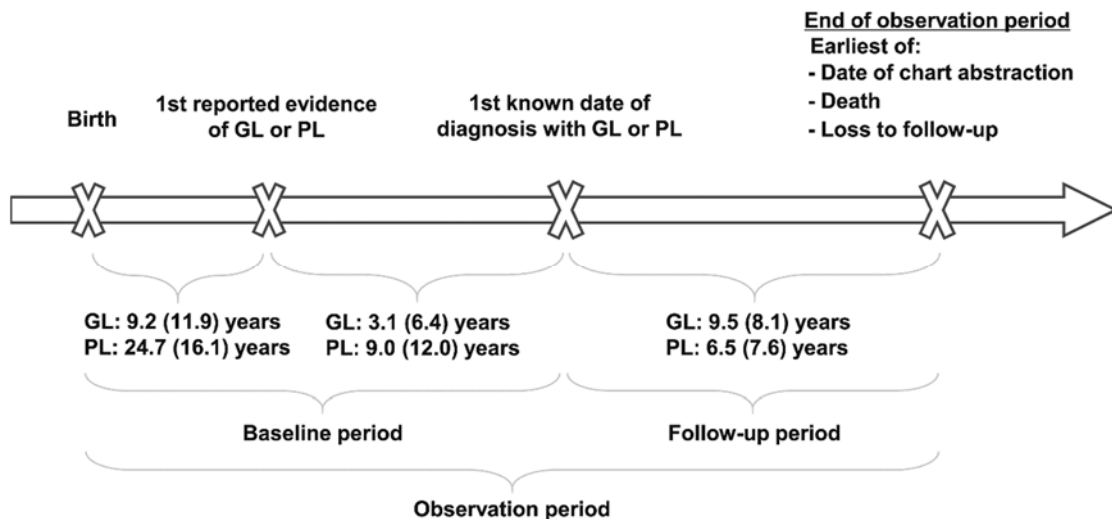 End of observation period
Earliest of:
- Date of chart abstraction
- Death
- Loss to follow-up
Birth
1st reported evidence
of GL or PL
1st known date of
diagnosis with GL or PL
GL: 9.2 (11.9) years
PL: 24.7 (16.1) years
GL: 3.1 (6.4) years
PL: 9.0 (12.0) years
GL: 9.5 (8.1) years
PL: 6.5 (7.6) years
Baseline period
Follow-up period
Observation period